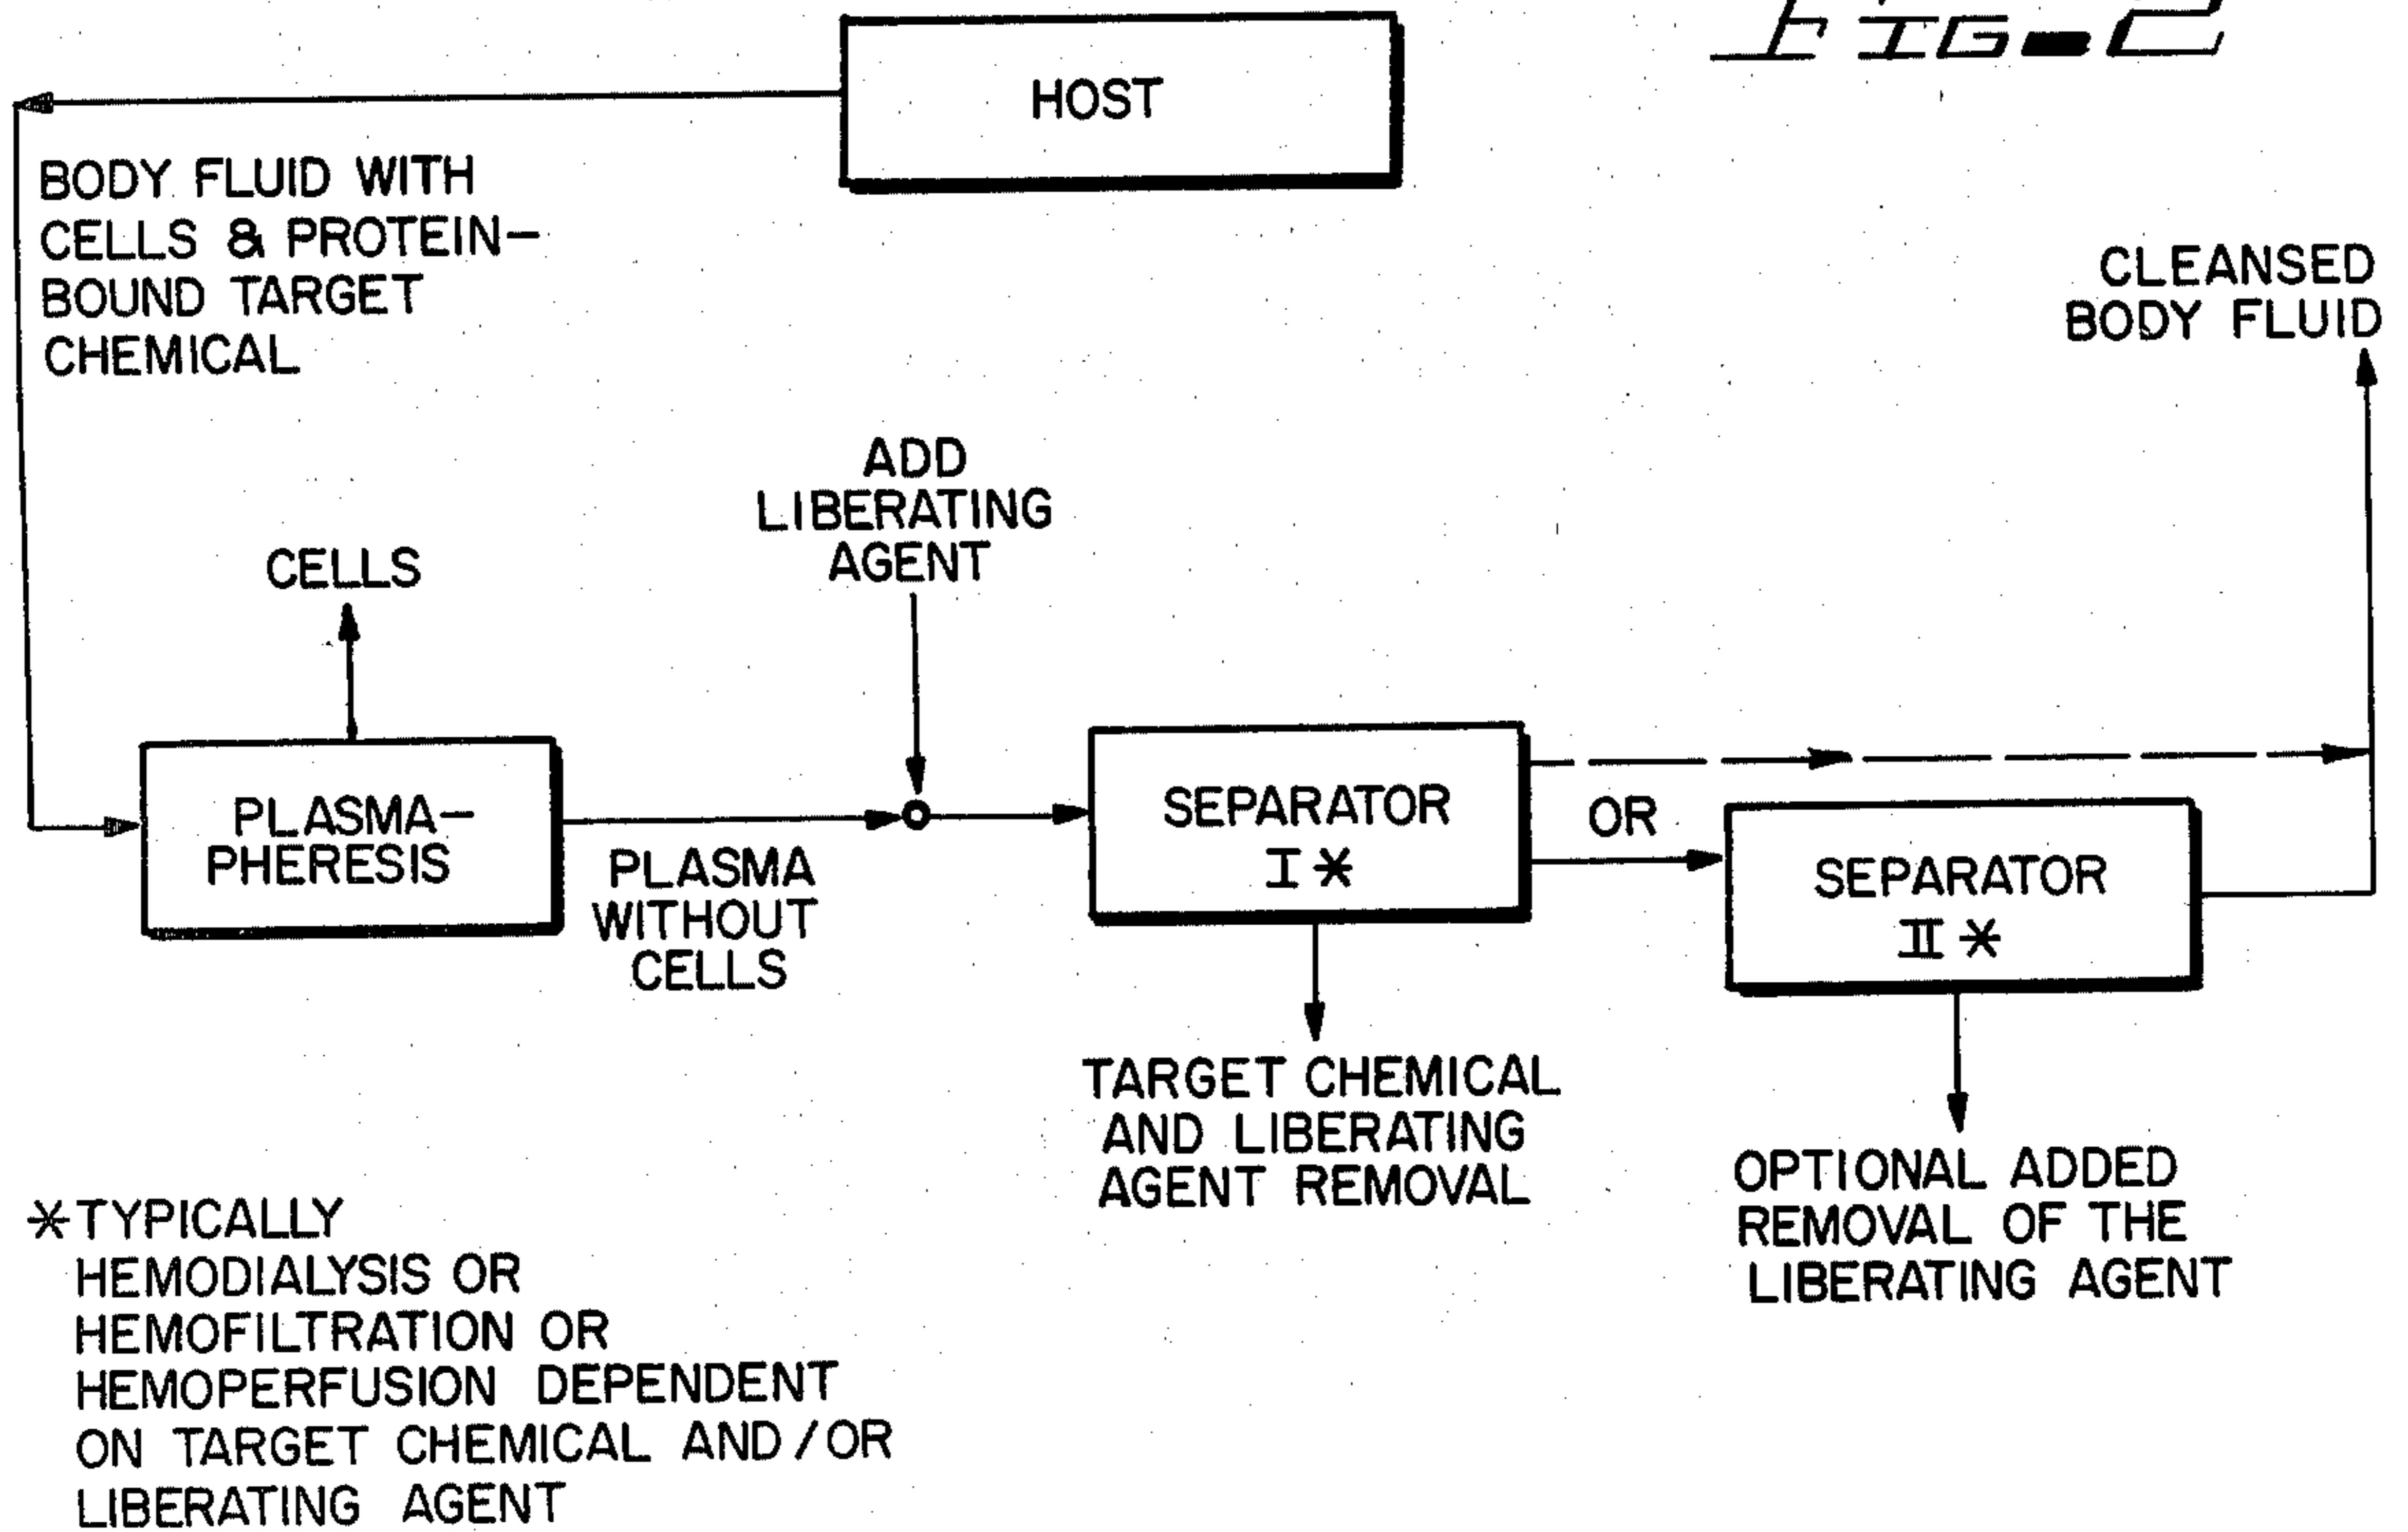 FIG-2
HOST
BODY FLUID WITH
CELLS & PROTEIN-
BOUND TARGET
CHEMICAL
CLEANSED
BODY FLUID
ADD
LIBERATING
AGENT
CELLS
PLASMA-
PHERESIS
PLASMA
WITHOUT
CELLS
SEPARATOR
I *
OR
SEPARATOR
II *
TARGET CHEMICAL
AND LIBERATING
AGENT REMOVAL
OPTIONAL ADDED
REMOVAL OF THE
LIBERATING AGENT
* TYPICALLY
HEMODIALYSIS OR
HEMOFILTRATION OR
HEMOPERFUSION DEPENDENT
ON TARGET CHEMICAL AND/OR
LIBERATING AGENT